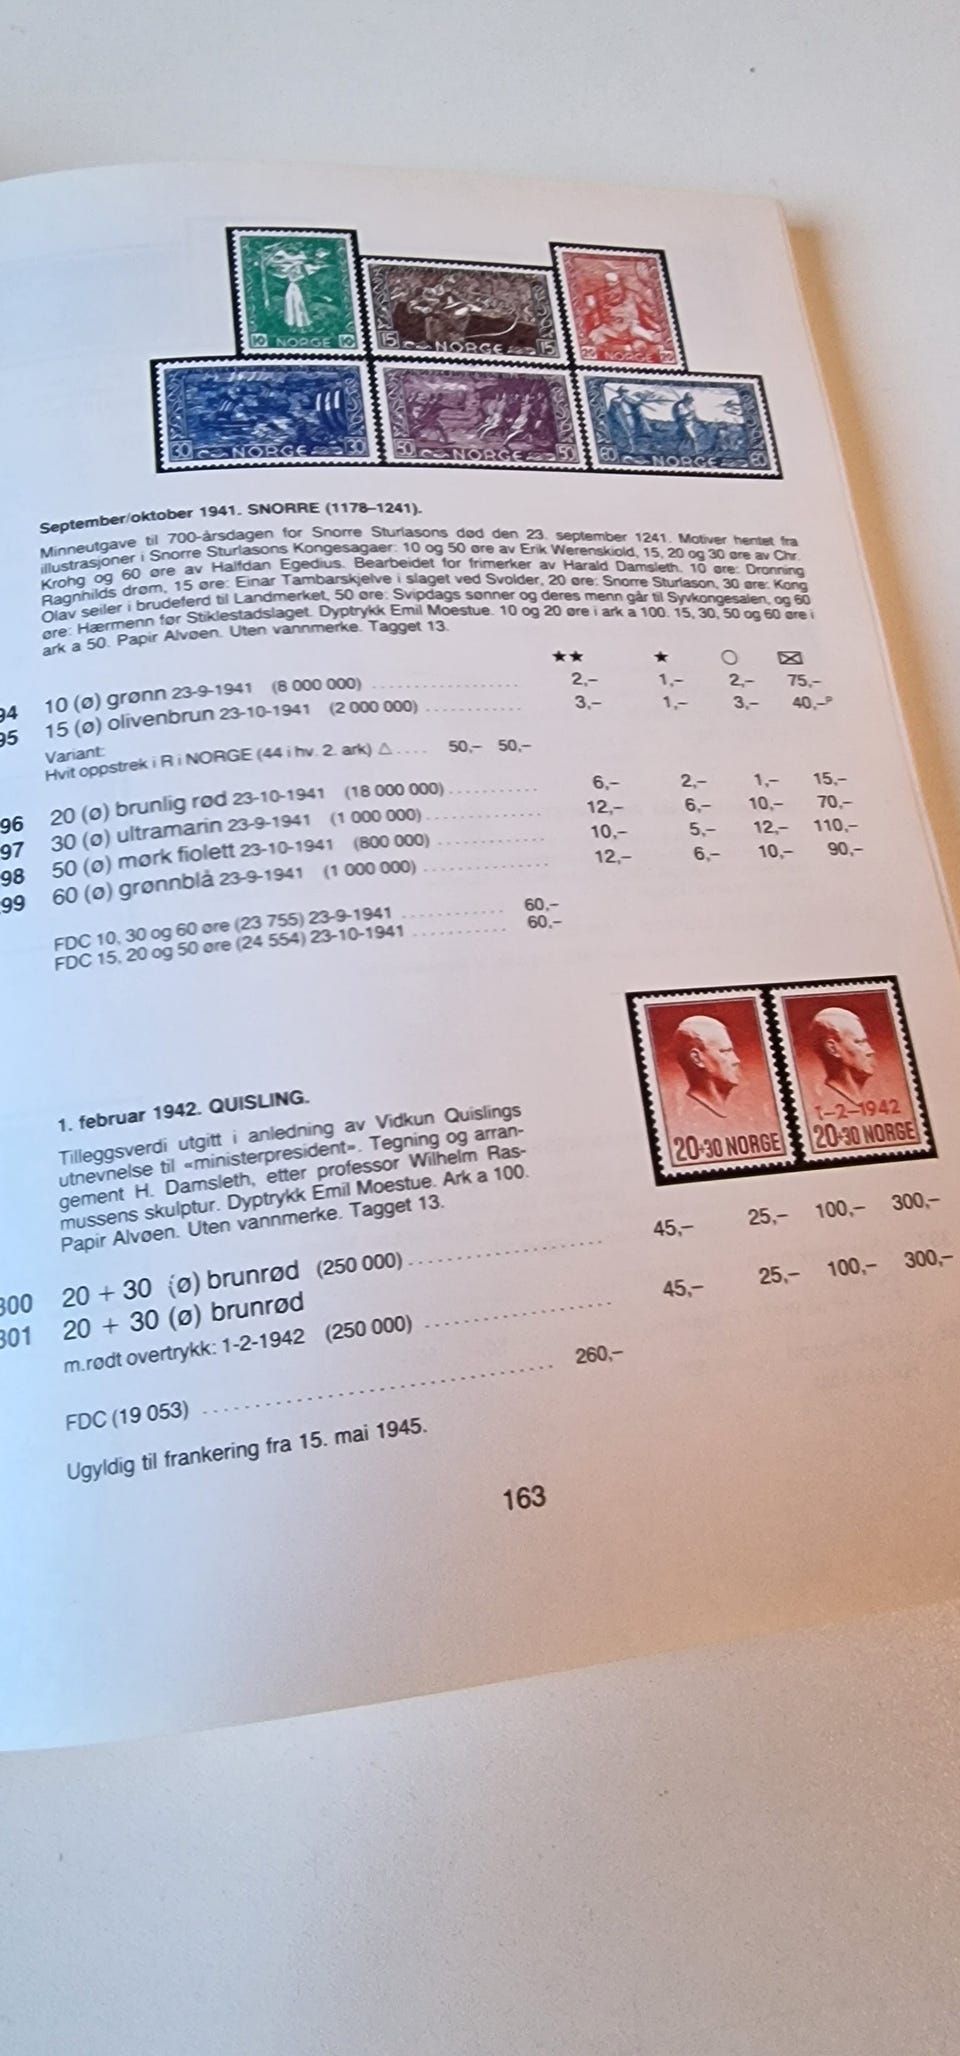 10 NORGE 10
15 NORGE 15
20 NORGE 20
30 NORGE 30
50 NORGE 50
60 NORGE 60
September/oktober 1941. SNORRE (1178–1241).
Minneutgave til 700-årsdagen for Snorre Sturlasons død den 23. september 1241. Motiver hentet fra
illustrasjoner i Snorre Sturlasons Kongesagaer: 10 og 50 øre av Erik Werenskiold, 15, 20 og 30 øre av Chr.
Krohg og 60 øre av Halfdan Egedius. Bearbeidet for frimerker av Harald Damsleth. 10 øre: Dronning
Ragnhilds drøm, 15 øre: Einar Tambarskjelve i slaget ved Svolder, 20 øre: Snorre Sturlason, 30 øre: Kong
Olav seiler i brudeferd til Landmerket, 50 øre: Svipdags sønner og deres menn går til Syvkongesalen, og 60
øre: Hærmenn før Stiklestadslaget. Dyptrykk Emil Moestue. 10 og 20 øre i ark a 100. 15, 30, 50 og 60 øre i
ark a 50. Papir Alvøen. Uten vannmerke. Tagget 13.
★★ ★ ○ ✉
94 10 (ø) grønn 23-9-1941 (8 000 000) 2,– 1,– 2,– 75,–
95 15 (ø) olivenbrun 23-10-1941 (2 000 000) 3,– 1,– 3,– 40,–P
Variant:
Hvit oppstrek i R i NORGE (44 i hv. 2. ark) △ 50,– 50,–
96 20 (ø) brunlig rød 23-10-1941 (18 000 000) 6,– 2,– 1,– 15,–
97 30 (ø) ultramarin 23-9-1941 (1 000 000) 12,– 6,– 10,– 70,–
98 50 (ø) mørk fiolett 23-10-1941 (800 000) 10,– 5,– 12,– 110,–
99 60 (ø) grønnblå 23-9-1941 (1 000 000) 12,– 6,– 10,– 90,–
FDC 10, 30 og 60 øre (23 755) 23-9-1941 60,–
FDC 15, 20 og 50 øre (24 554) 23-10-1941 60,–
20+30 NORGE
1-2-1942
20+30 NORGE
1. februar 1942. QUISLING.
Tilleggsverdi utgitt i anledning av Vidkun Quislings
utnevnelse til «ministerpresident». Tegning og arran-
gement H. Damsleth, etter professor Wilhelm Ras-
mussens skulptur. Dyptrykk Emil Moestue. Ark a 100.
Papir Alvøen. Uten vannmerke. Tagget 13.
300 20 + 30 (ø) brunrød (250 000) 45,– 25,– 100,– 300,–
301 20 + 30 (ø) brunrød
m.rødt overtrykk: 1-2-1942 (250 000) 45,– 25,– 100,– 300,–
FDC (19 053) 260,–
Ugyldig til frankering fra 15. mai 1945.
163